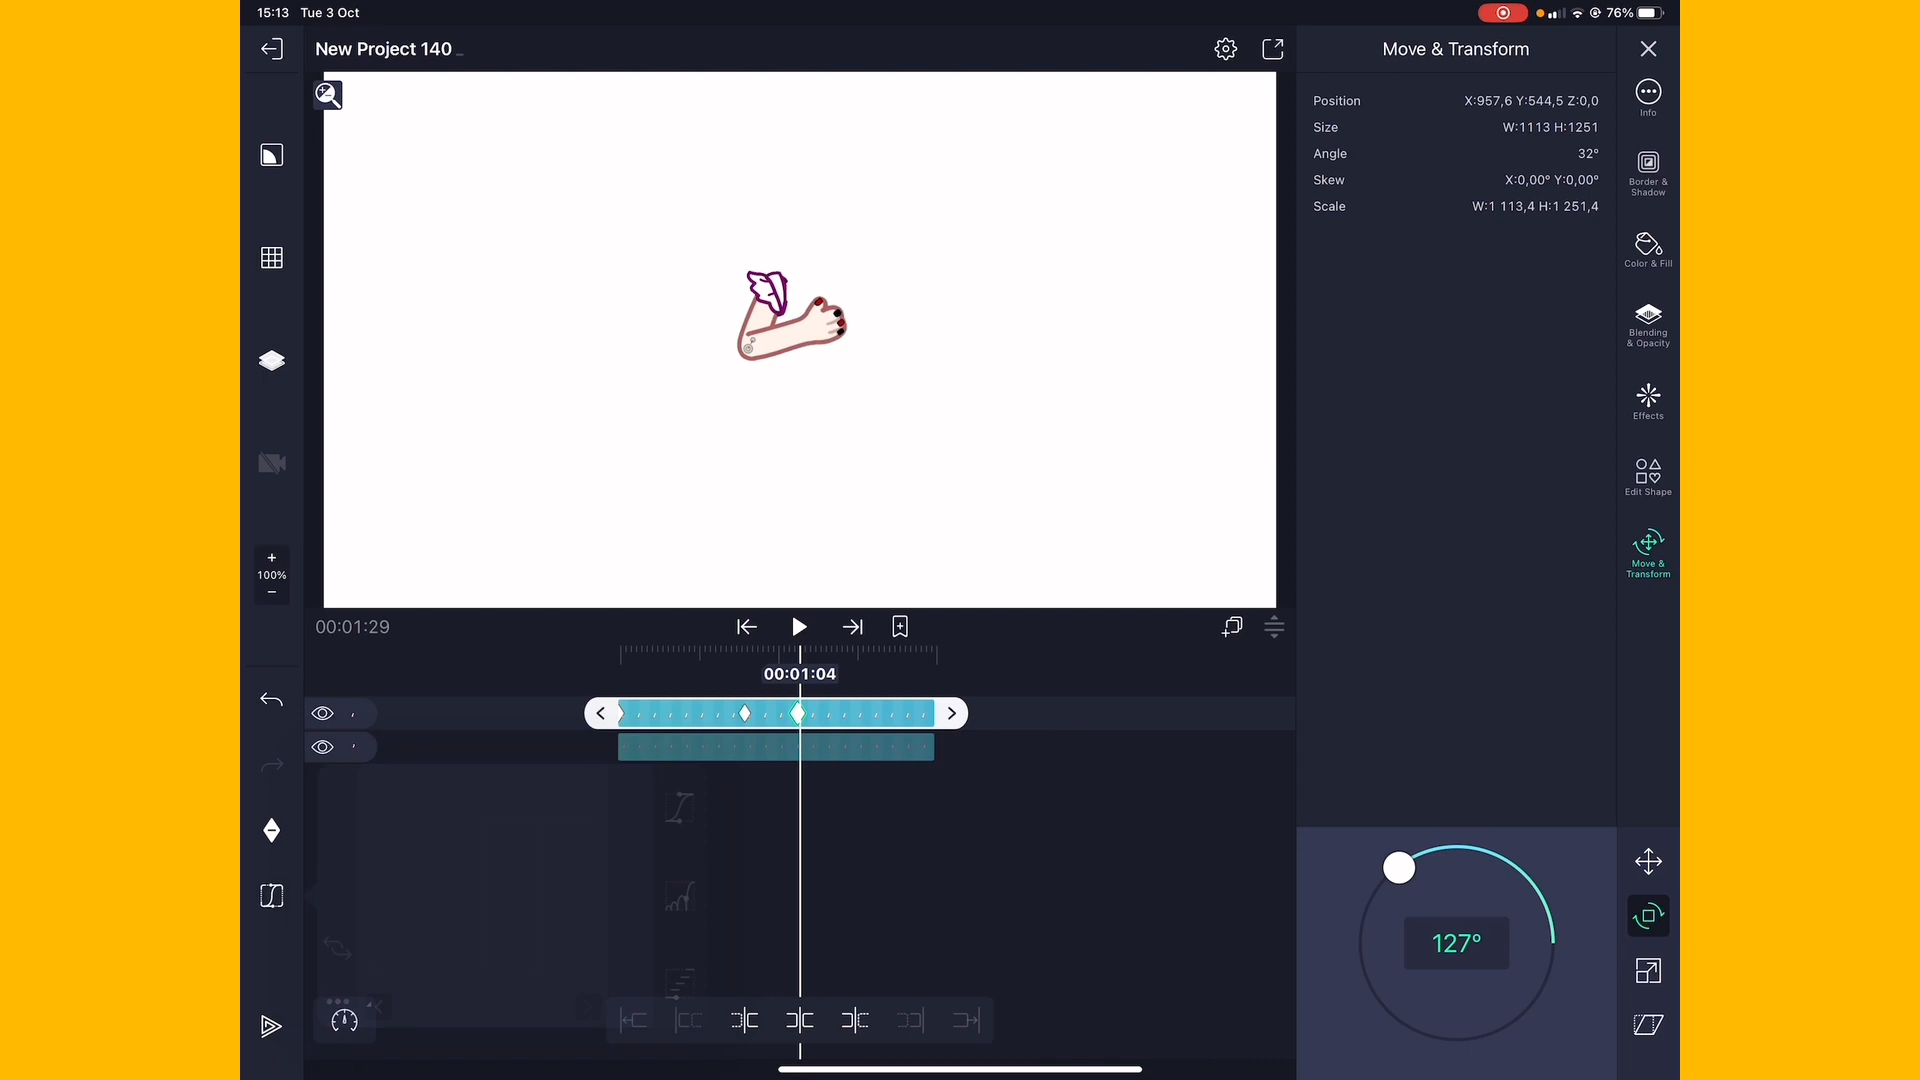 15:13 Tue 3 Oct
76%
New Project 140
Move & Transform
Position X:957,6 Y:544,5 Z:0,0
Size W:1113 H:1251
Angle 32°
Skew X:0,00° Y:0,00°
Scale W:1 113,4 H:1 251,4
Info
Border &
Shadow
Color & Fill
Blending
& Opacity
Effects
Edit Shape
Move &
Transform
+
100%
−
00:01:29
00:01:04
127°